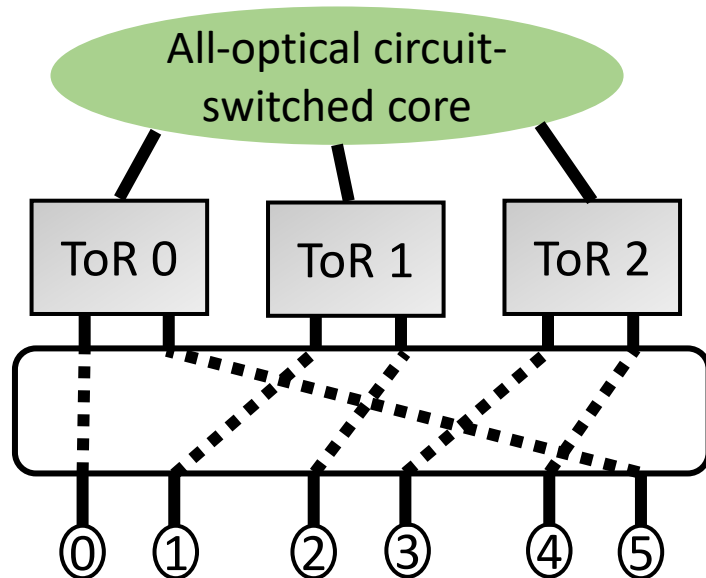 All-optical circuit-
switched core
ToR 0
ToR 1
ToR 2
0
1
2
3
4
5